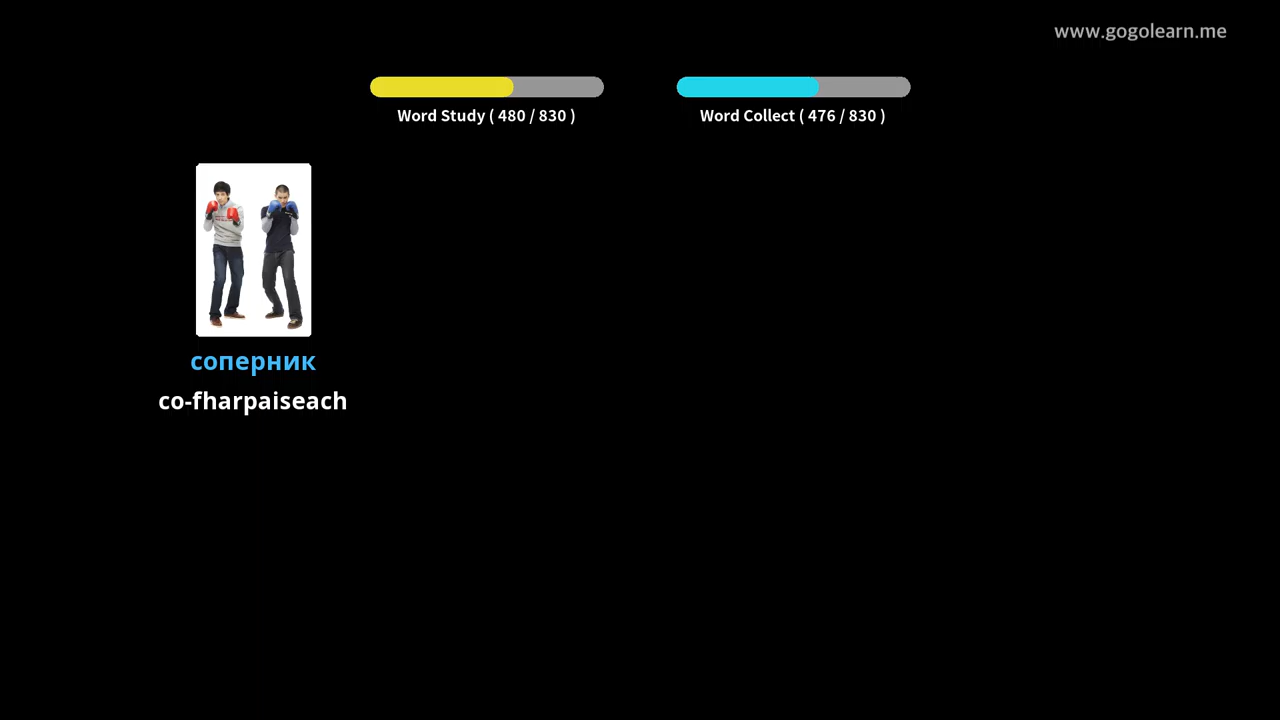 www.gogolearn.me
Word Study ( 480 / 830 )
Word Collect ( 476 / 830 )
соперник
co-fharpaiseach